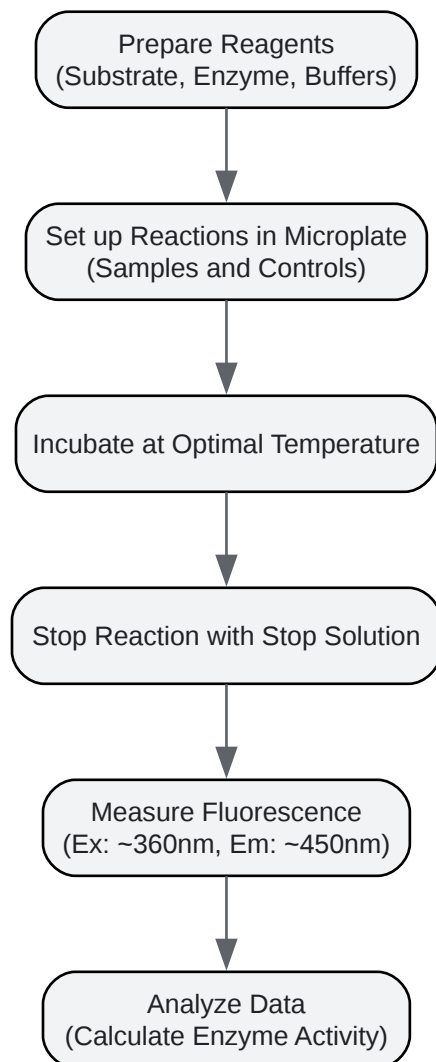 Prepare Reagents
(Substrate, Enzyme, Buffers)
Set up Reactions in Microplate
(Samples and Controls)
Incubate at Optimal Temperature
Stop Reaction with Stop Solution
Measure Fluorescence
(Ex: ~360nm, Em: ~450nm)
Analyze Data
(Calculate Enzyme Activity)